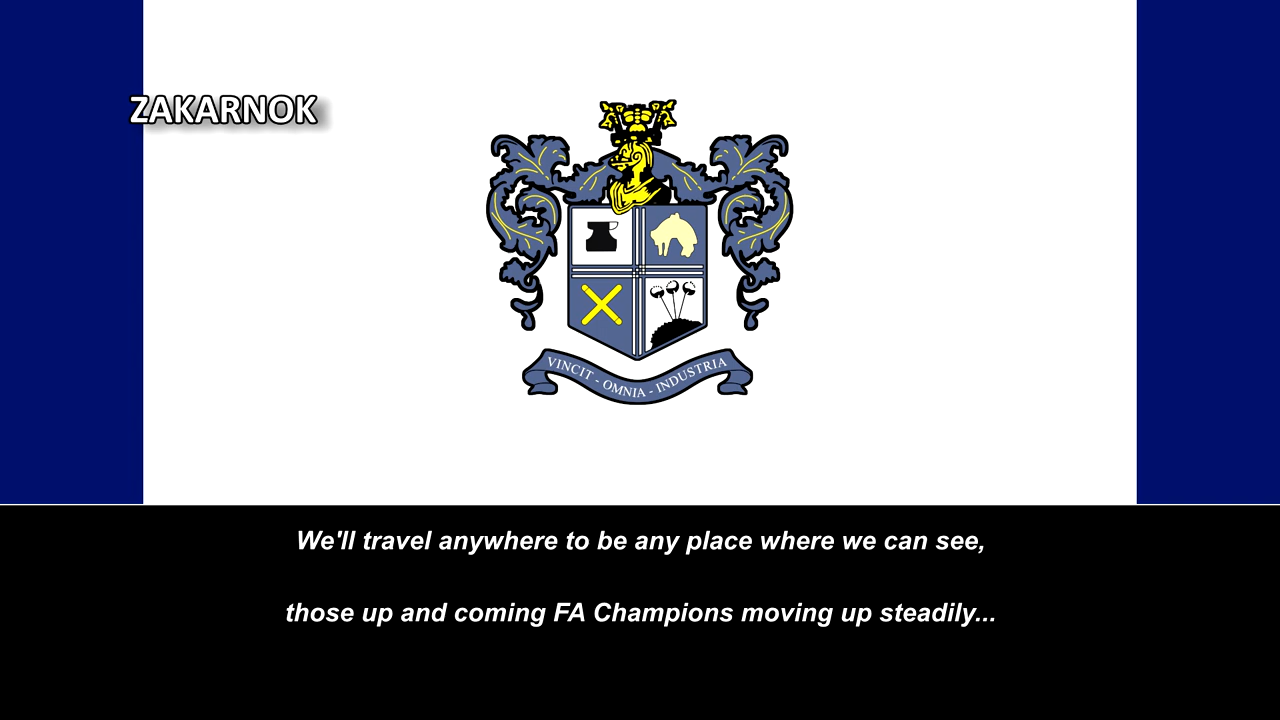 ZAKARNOK
VINCIT - OMNIA - INDUSTRIA
We'll travel anywhere to be any place where we can see,
those up and coming FA Champions moving up steadily...